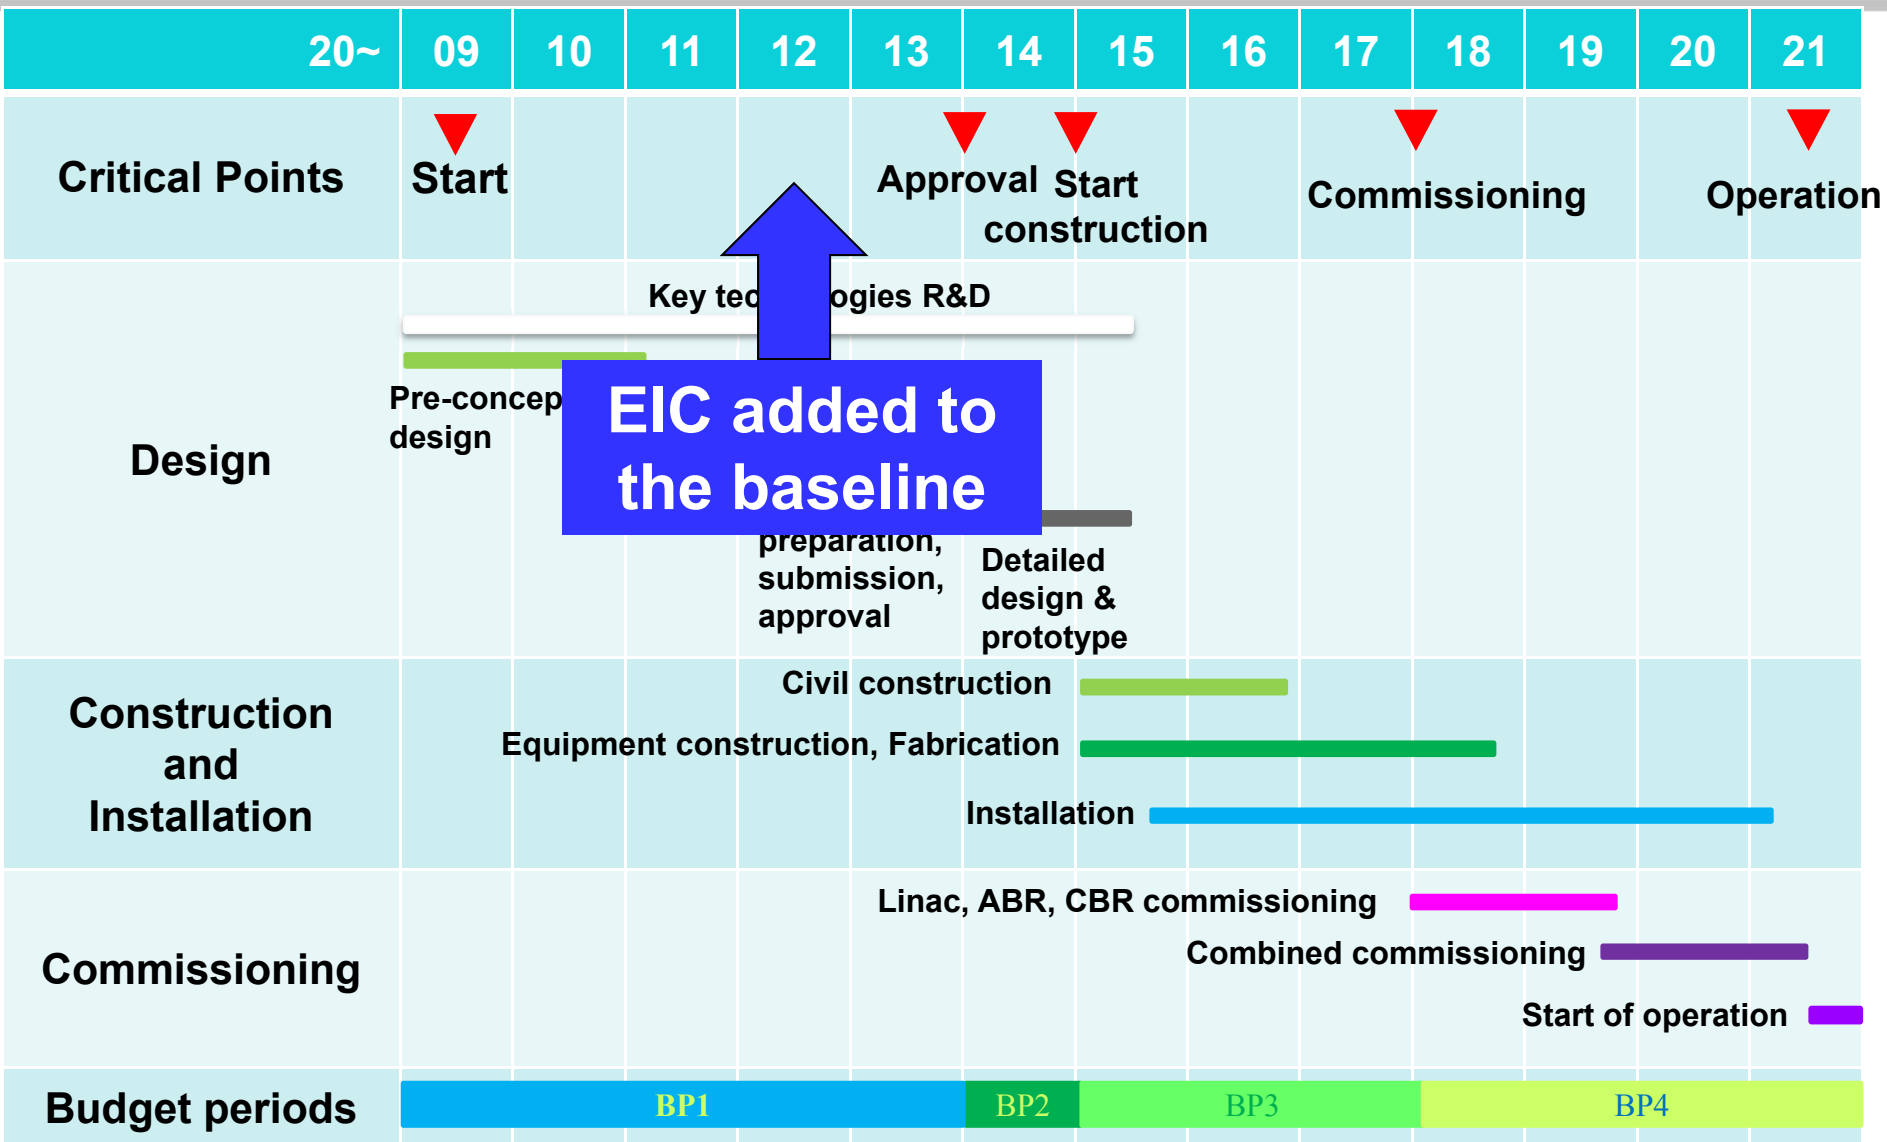 20~ 09 10 11 12 13 14 15 16 17 18 19 20 21
Critical Points
Start
Approval
Start
construction
Commissioning
Operation
Design
Key tec ogies R&D
Pre-concep
design
EIC added to
the baseline
preparation,
submission,
approval
Detailed
design &
prototype
Construction
and
Installation
Civil construction
Equipment construction, Fabrication
Installation
Commissioning
Linac, ABR, CBR commissioning
Combined commissioning
Start of operation
Budget periods
BP1 BP2 BP3 BP4